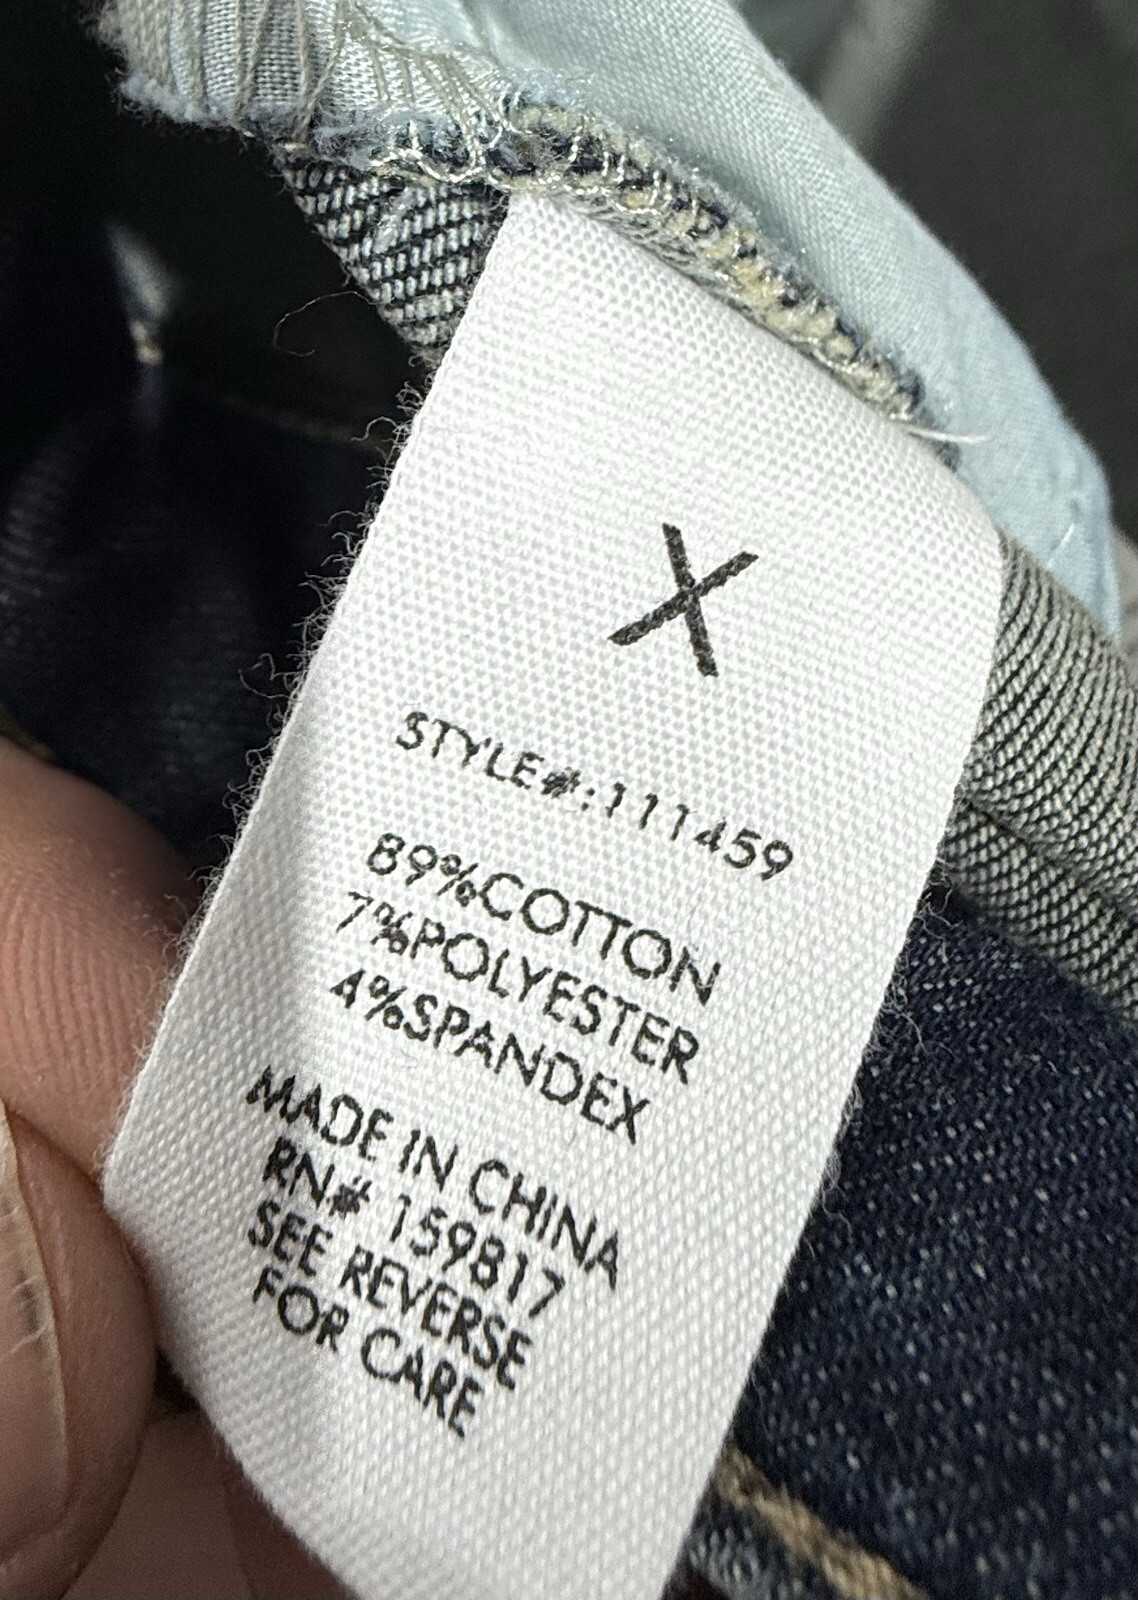 X
STYLE#:111459
89%COTTON
7%POLYESTER
4%SPANDEX
MADE IN CHINA
RN# 159817
SEE REVERSE
FOR CARE